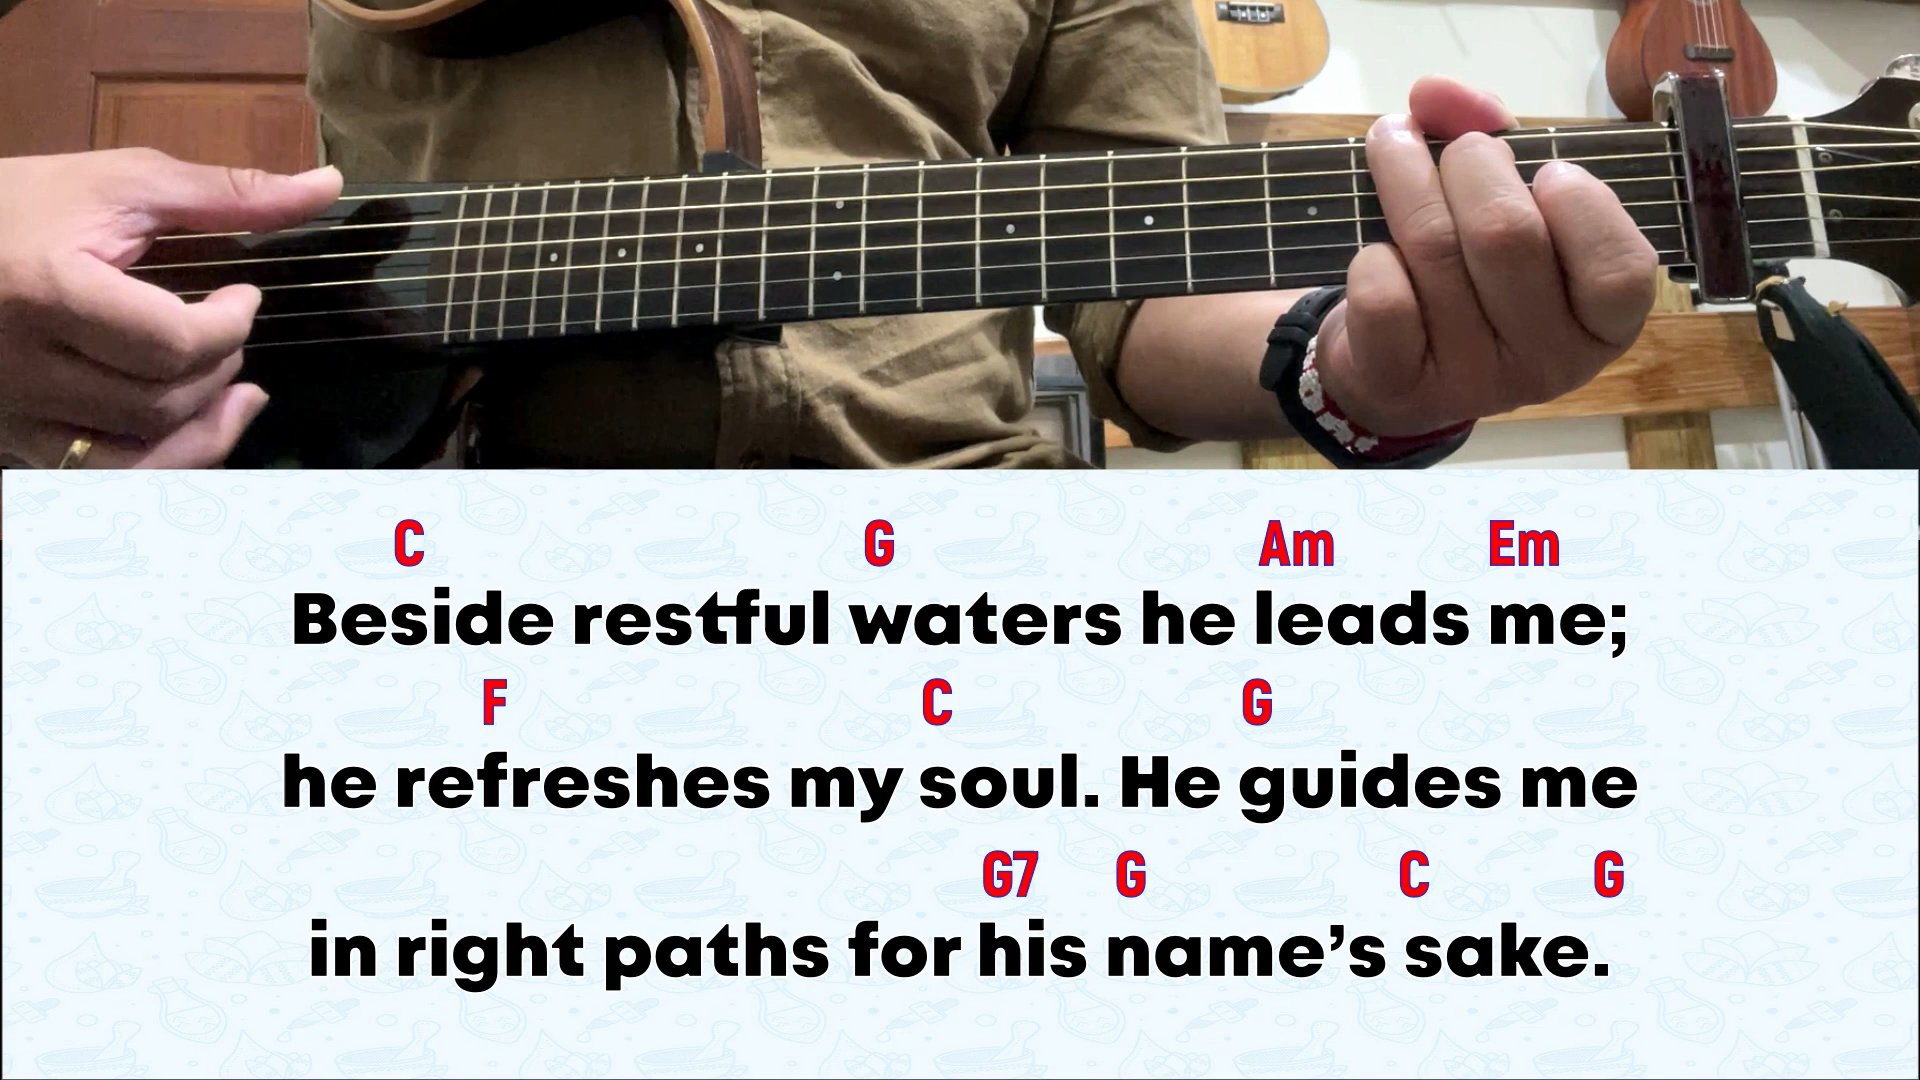 C G Am Em
Beside restful waters he leads me;
F C G
he refreshes my soul. He guides me
G7 G C G
in right paths for his name’s sake.